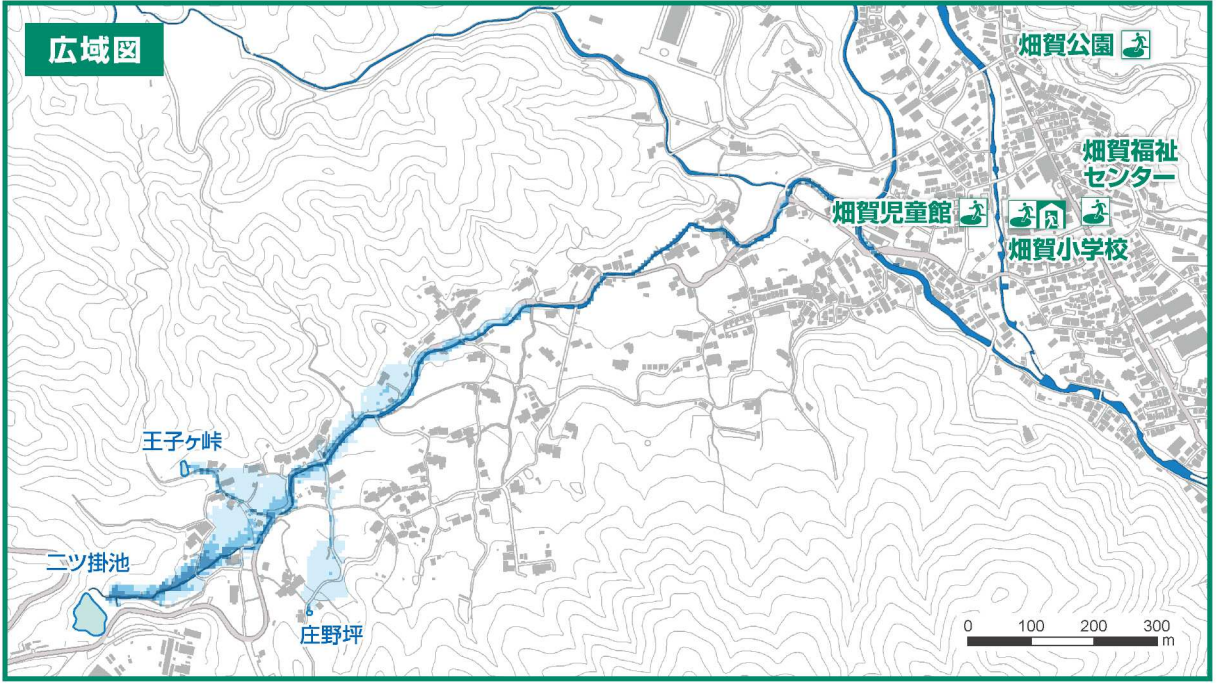 広域図
畑賀公園
畑賀福祉
センター
畑賀児童館
畑賀小学校
王子ヶ峠
二ツ掛池
庄野坪
0 100 200 300
m